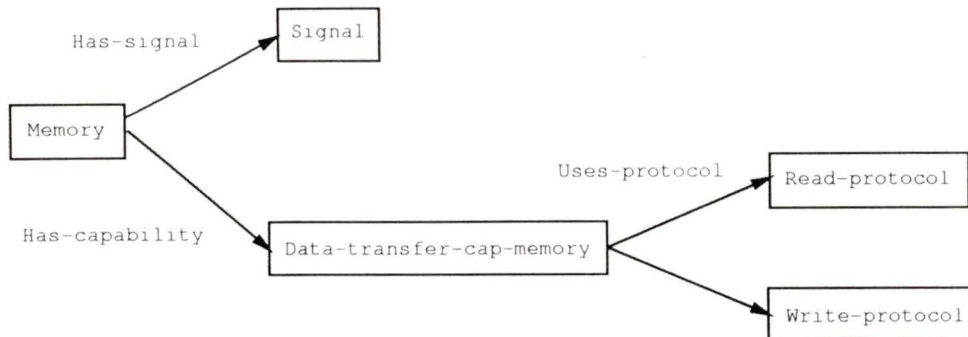 Has-signal
Signal
Memory
Uses-protocol
Read-protocol
Has-capability
Data-transfer-cap-memory
Write-protocol